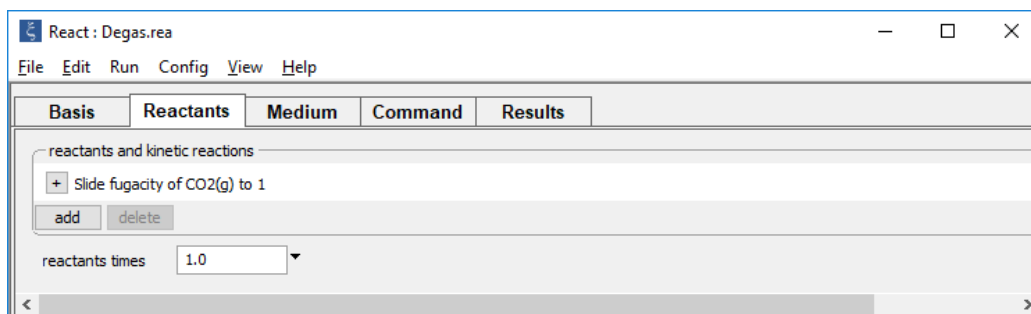 React : Degas.rea
File Edit Run Config View Help
Basis Reactants Medium Command Results
reactants and kinetic reactions
+ Slide fugacity of CO2(g) to 1
add delete
reactants times 1.0